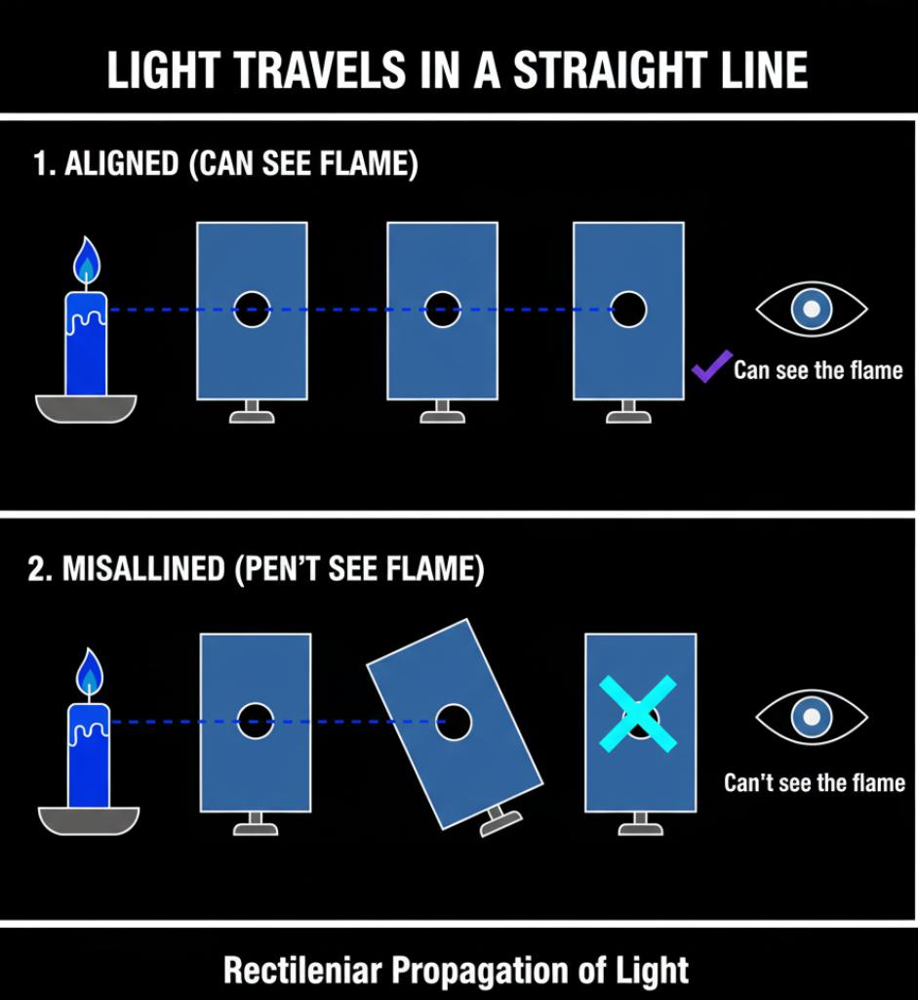 LIGHT TRAVELS IN A STRAIGHT LINE
1. ALIGNED (CAN SEE FLAME)
Can see the flame
2. MISALLINED (PEN'T SEE FLAME)
Can't see the flame
Rectileniar Propagation of Light